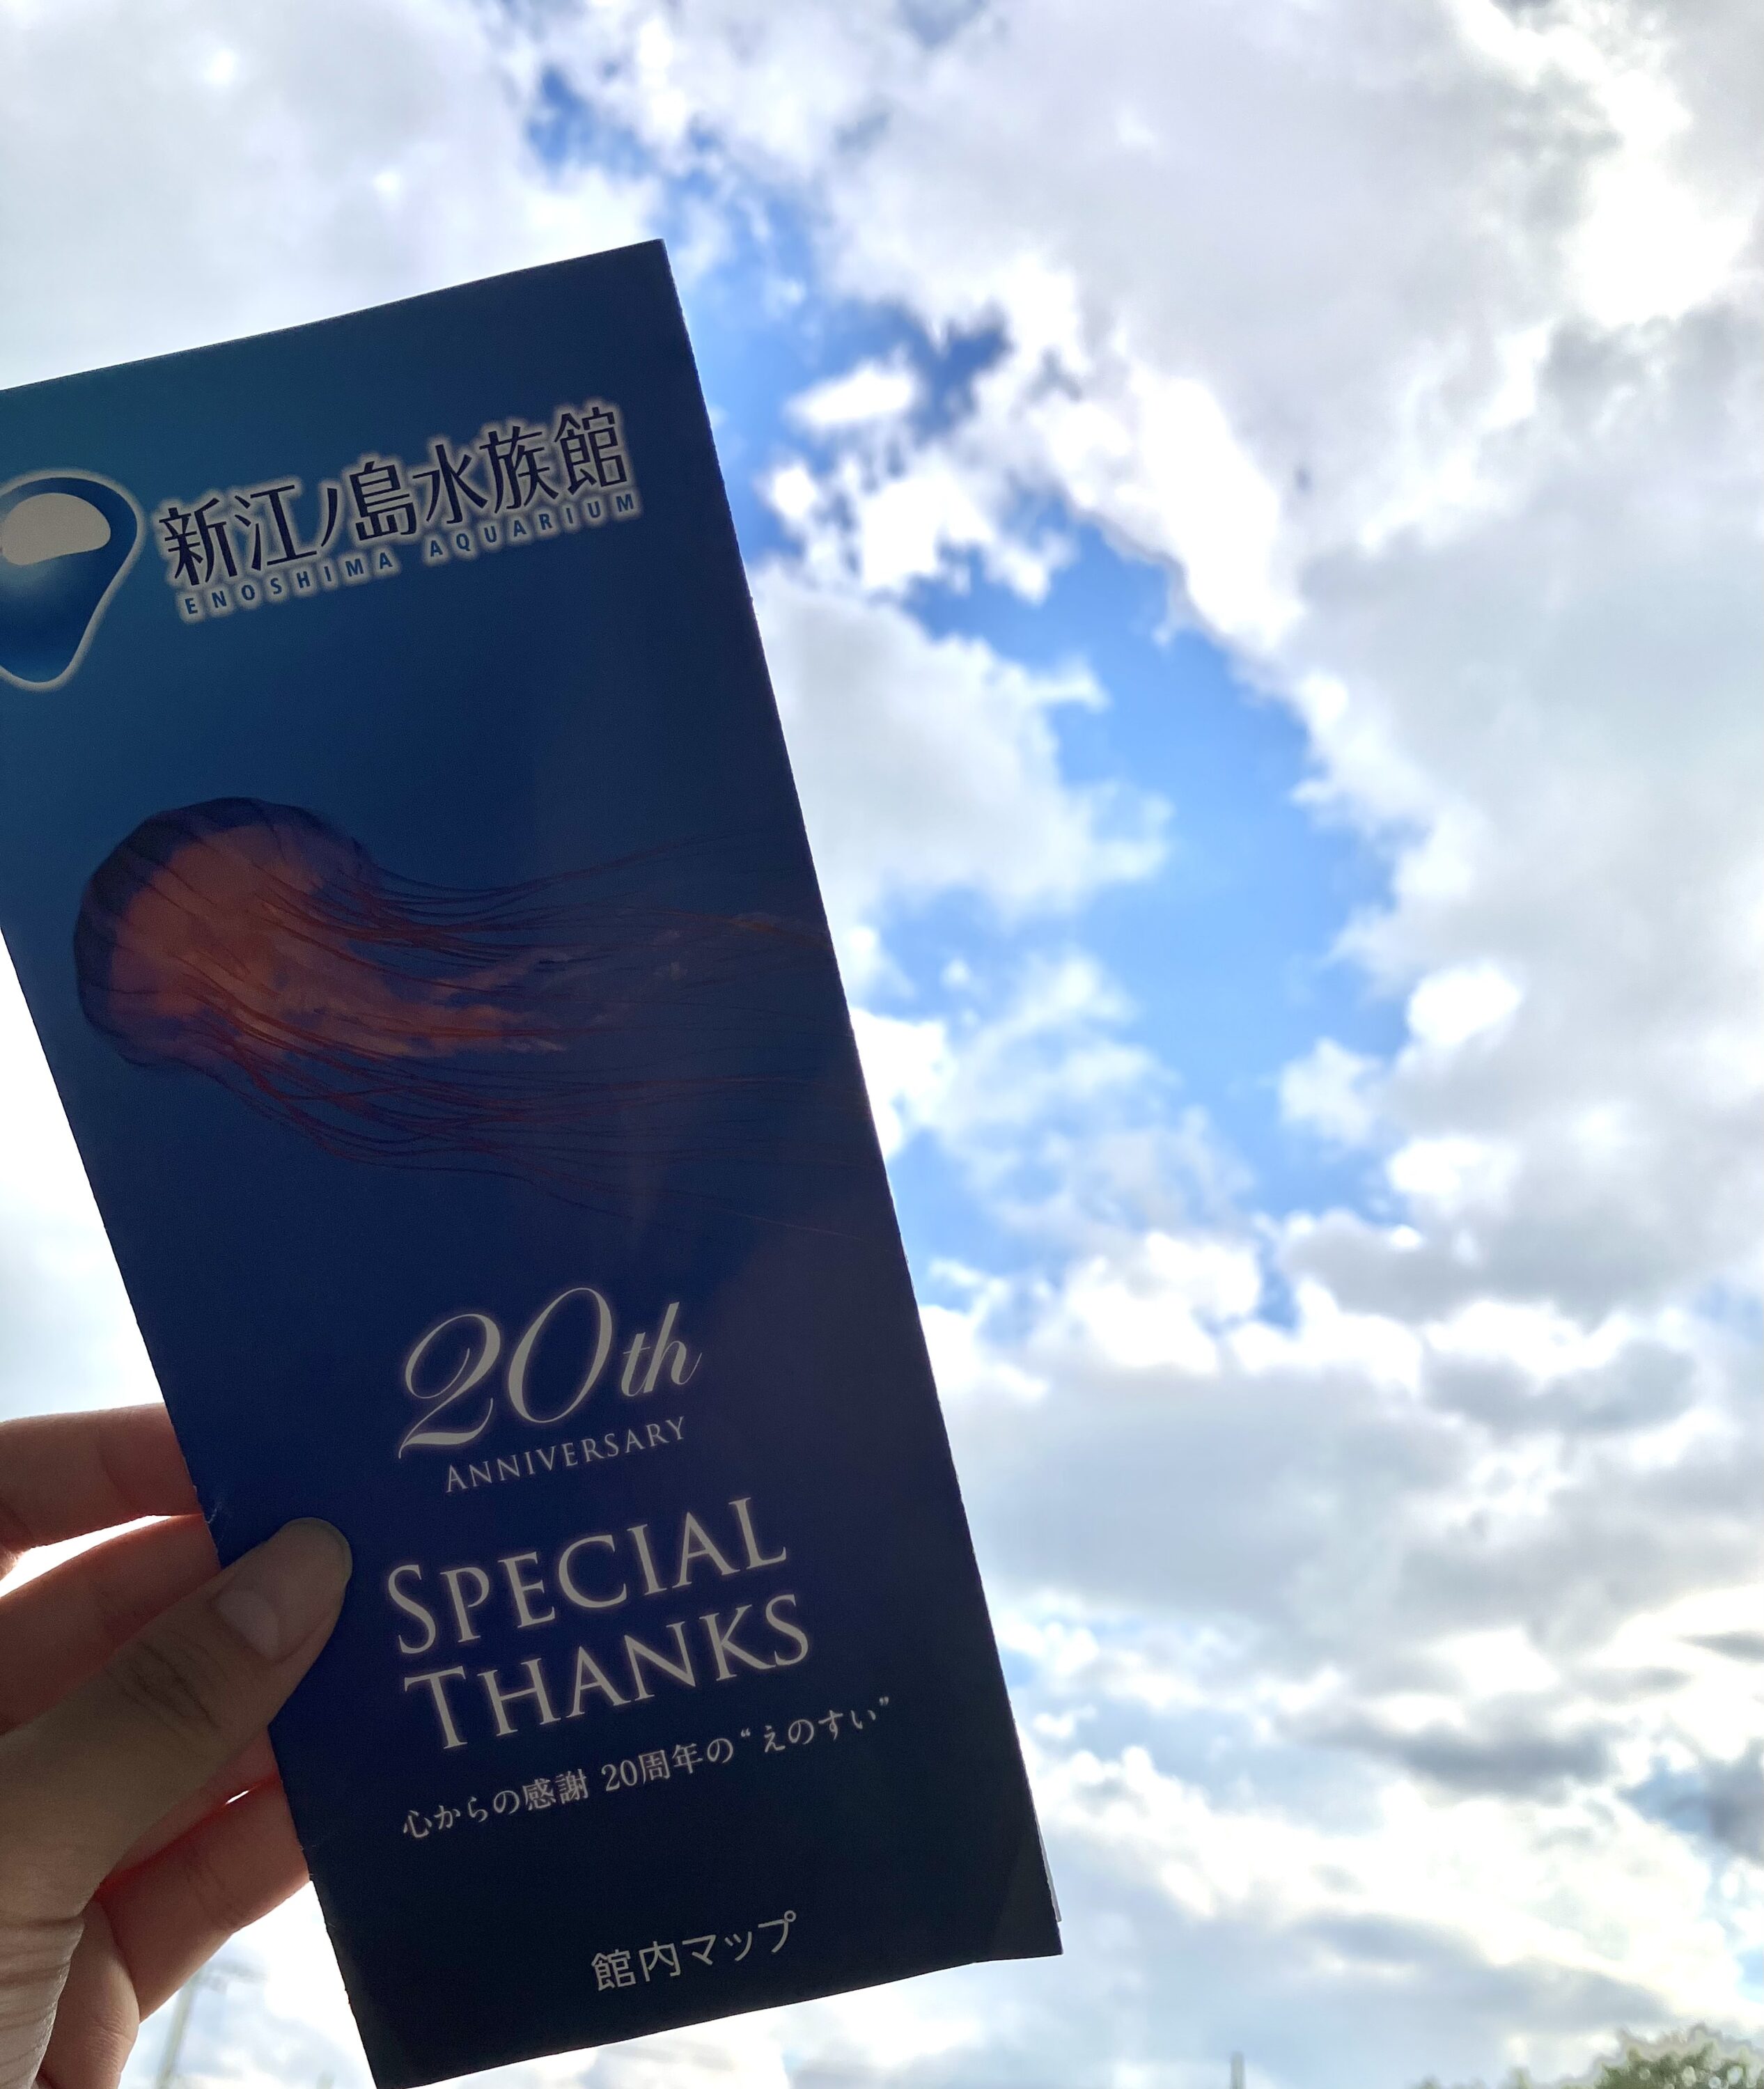 新江ノ島水族館
ENOSHIMA AQUARIUM
20th
ANNIVERSARY
SPECIAL
THANKS
心からの感謝 20周年の“えのすい”
館内マップ